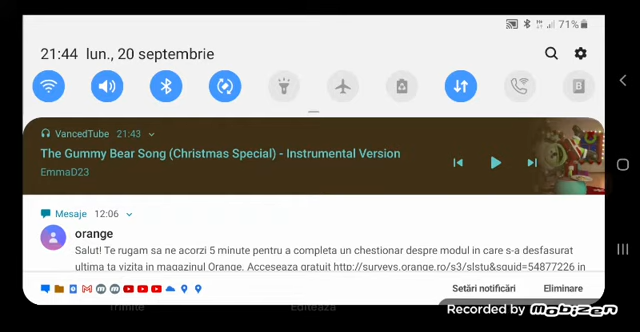 71%
21:44 lun., 20 septembrie
VancedTube 21:43
The Gummy Bear Song (Christmas Special) - Instrumental Version
EmmaD23
Mesaje 12:06
orange
Salut! Te rugam sa ne acorzi 5 minute pentru a completa un chestionar despre modul in care s-a desfasurat
ultima ta vizita in magazinul Orange. Acceseaza gratuit http://surveys.orange.ro/s3/slstu&sguid=54877226 in
Setări notificări Eliminare
Trimite Editează
Recorded by Mobizen